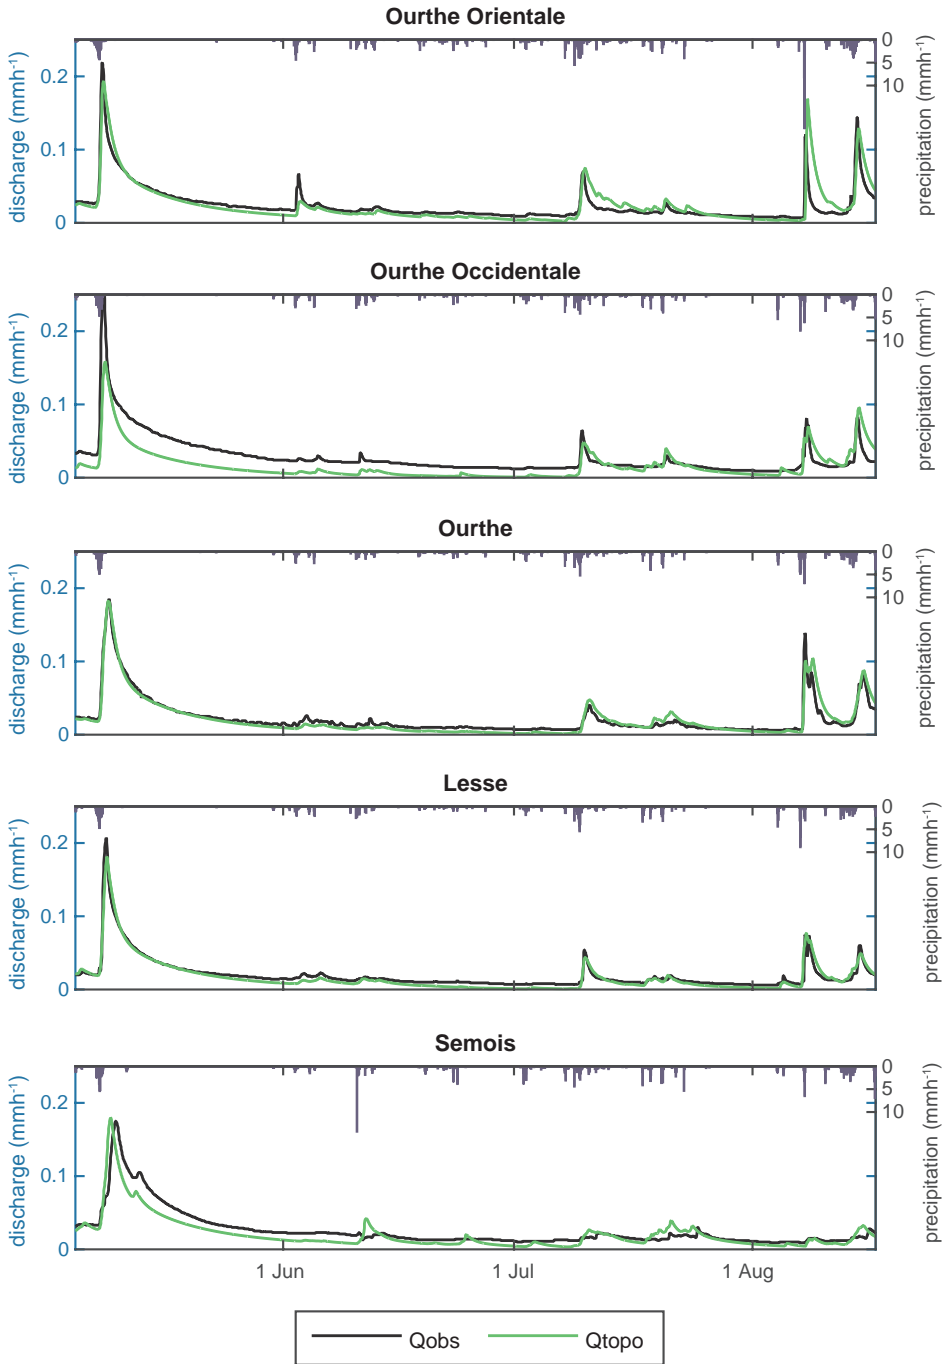 Ourthe Orientale
discharge (mmh-1)
0.2
0.1
0
0
5
10
precipitation (mmh-1)
Ourthe Occidentale
discharge (mmh-1)
0.2
0.1
0
0
5
10
precipitation (mmh-1)
Ourthe
discharge (mmh-1)
0.2
0.1
0
0
5
10
precipitation (mmh-1)
Lesse
discharge (mmh-1)
0.2
0.1
0
0
5
10
precipitation (mmh-1)
Semois
discharge (mmh-1)
0.2
0.1
0
0
5
10
precipitation (mmh-1)
1 Jun 1 Jul 1 Aug
Qobs Qtopo